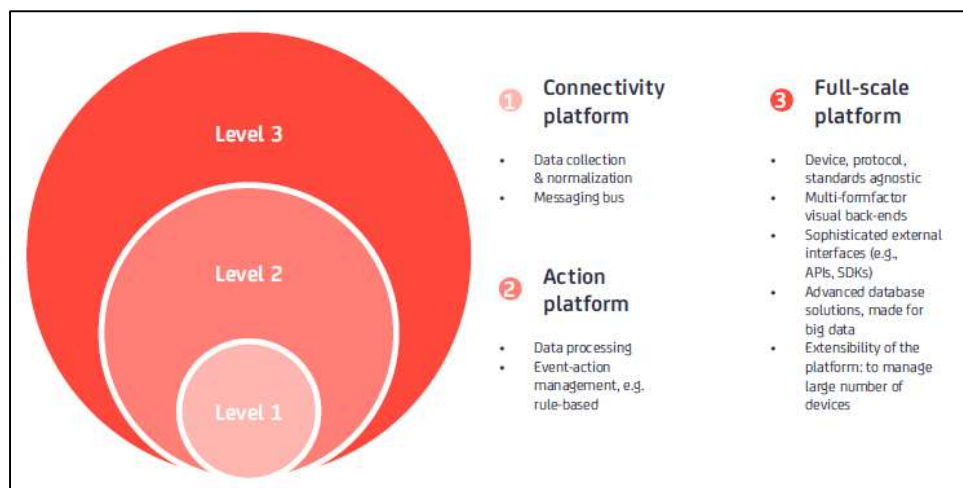 Level 3
Level 2
Level 1
1 Connectivity
platform
• Data collection
& normalization
• Messaging bus
2 Action
platform
• Data processing
• Event-action
management, e.g.
rule-based
3 Full-scale
platform
• Device, protocol,
standards agnostic
• Multi-formfactor
visual back-ends
• Sophisticated external
interfaces (e.g.,
APIs, SDKs)
• Advanced database
solutions, made for
big data
• Extensibility of the
platform: to manage
large number of
devices